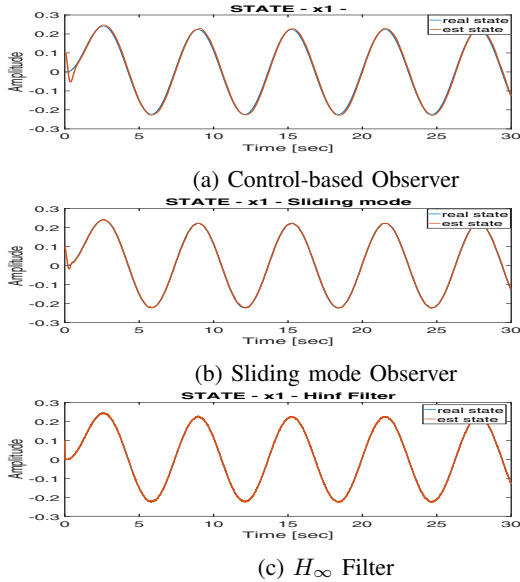 STATE - x1 -
real state
est state
Amplitude
0.3
0.2
0.1
0
-0.1
-0.2
-0.3
0 5 10 15 20 25 30
Time [sec]
(a) Control-based Observer
STATE - x1 - Sliding mode
real state
est state
Amplitude
0.3
0.2
0.1
0
-0.1
-0.2
-0.3
0 5 10 15 20 25 30
Time [sec]
(b) Sliding mode Observer
STATE - x1 - Hinf Filter
real state
est state
Amplitude
0.3
0.2
0.1
0
-0.1
-0.2
-0.3
0 5 10 15 20 25 30
Time [sec]
(c) H∞ Filter